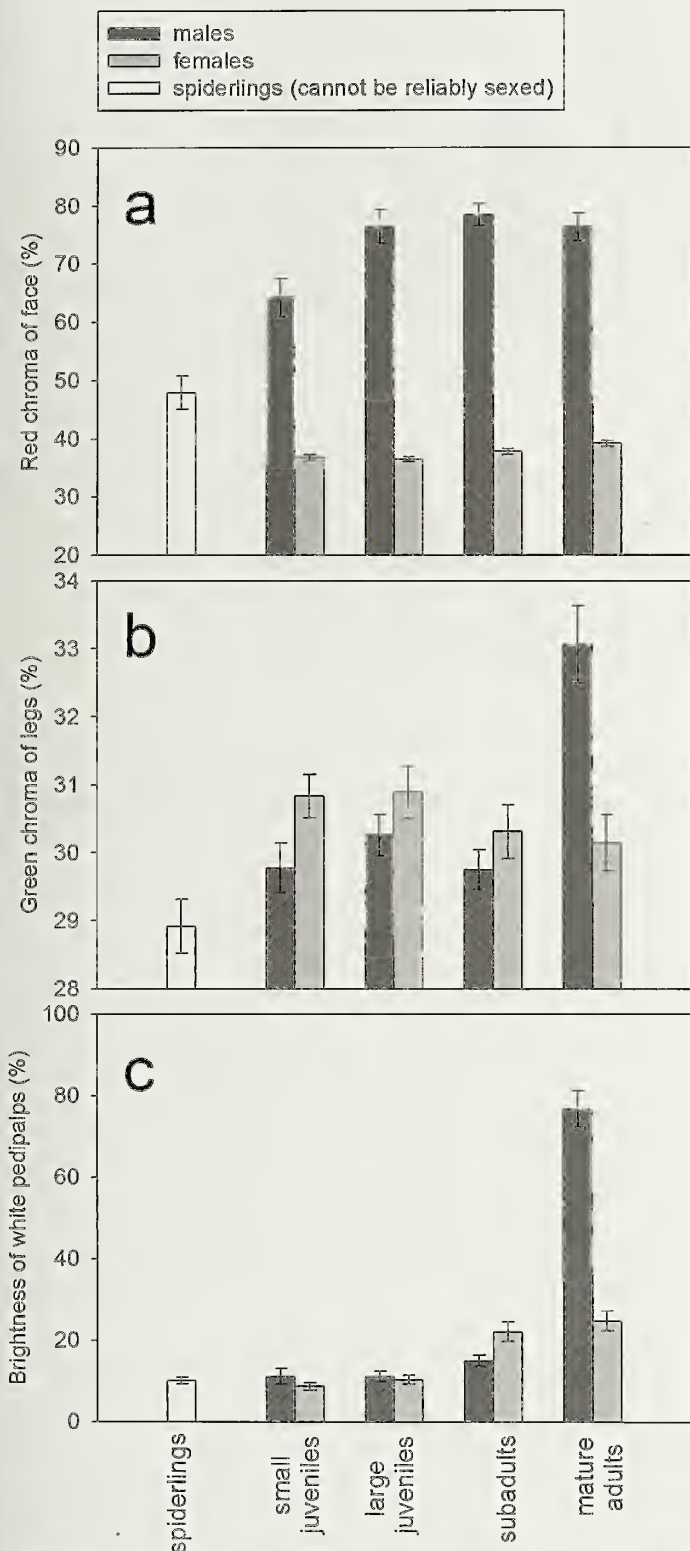 males
females
spiderlings (cannot be reliably sexed)
a
Red chroma of face (%)
90
80
70
60
50
40
30
20
b
Green chroma of legs (%)
34
33
32
31
30
29
28
c
Brightness of white pedipalps (%)
100
80
60
40
20
0
spiderlings
small
juveniles
large
juveniles
subadults
mature
adults